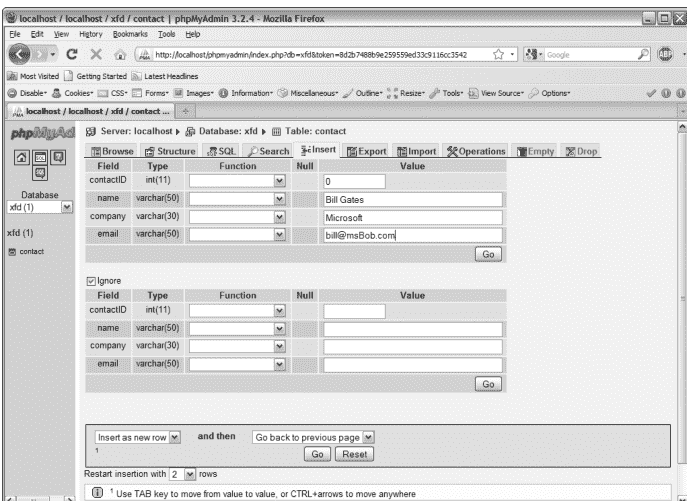 localhost / localhost / xfd / contact | phpMyAdmin 3.2.4 - Mozilla Firefox
File Edit View History Bookmarks Tools Help
http://localhost/phpmyadmin/index.php?db=xfd&token=8d2b7488b9e259559ed33c9116cc3542 Google ABP
Most Visited Getting Started Latest Headlines
Disable Cookies CSS Forms Images Information Miscellaneous Outline Resize Tools View Source Options
localhost / localhost / xfd / contact ...
phpMyAd Server: localhost Database: xfd Table: contact
Browse Structure SQL Search Insert Export Import Operations Empty Drop
Database
xfd (1)
xfd (1)
contact
Field Type Function Null Value
contactID int(11) 0
name varchar(50) Bill Gates
company varchar(30) Microsoft
email varchar(50) bill@msBob.com
Go
Ignore
Field Type Function Null Value
contactID int(11)
name varchar(50)
company varchar(30)
email varchar(50)
Go
Insert as new row and then Go back to previous page
1
Go Reset
Restart insertion with 2 rows
1 Use TAB key to move from value to value, or CTRL+arrows to move anywhere